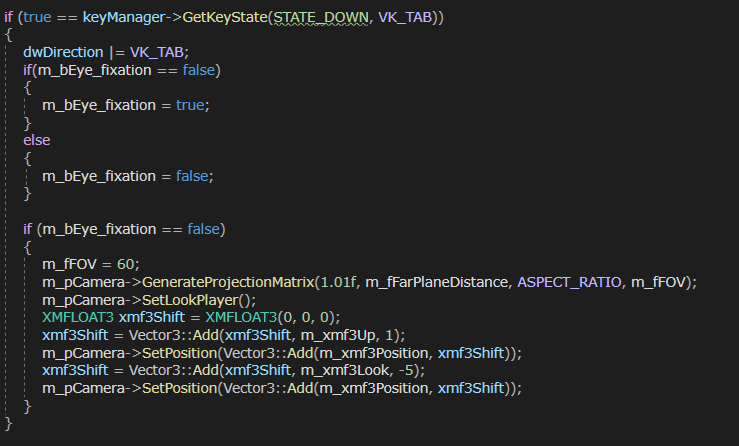 if (true == keyManager->GetKeyState(STATE_DOWN, VK_TAB))
{
dwDirection |= VK_TAB;
if(m_bEye_fixation == false)
{
m_bEye_fixation = true;
}
else
{
m_bEye_fixation = false;
}
if (m_bEye_fixation == false)
{
m_fFOV = 60;
m_pCamera->GenerateProjectionMatrix(1.01f, m_fFarPlaneDistance, ASPECT_RATIO, m_fFOV);
m_pCamera->SetLookPlayer();
XMFLOAT3 xmf3Shift = XMFLOAT3(0, 0, 0);
xmf3Shift = Vector3::Add(xmf3Shift, m_xmf3Up, 1);
m_pCamera->SetPosition(Vector3::Add(m_xmf3Position, xmf3Shift));
xmf3Shift = Vector3::Add(xmf3Shift, m_xmf3Look, -5);
m_pCamera->SetPosition(Vector3::Add(m_xmf3Position, xmf3Shift));
}
}